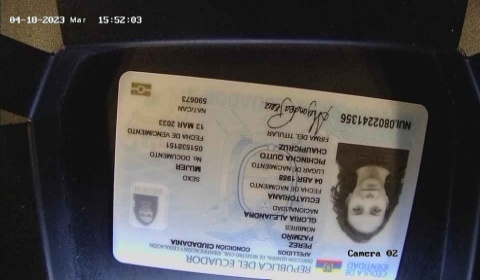 04-18-2023 Mar 15:52:03
REPÚBLICA DEL ECUADOR
DIRECCIÓN GENERAL DE REGISTRO CIVIL, IDENTIFICACIÓN Y CEDULACIÓN
CÉDULA DE IDENTIDAD
APELLIDOS
PEREZ
PAZMIÑO
NOMBRES
GLORIA ALEJANDRA
NACIONALIDAD
ECUATORIANA
FECHA DE NACIMIENTO
04 ABR 1988
LUGAR DE NACIMIENTO
PICHINCHA QUITO
CHAUPICRUZ
FIRMA DEL TITULAR
CONDICIÓN CIUDADANÍA
SEXO
MUJER
No. DOCUMENTO
051538151
FECHA DE VENCIMIENTO
13 MAR 2033
NAT/CAN
590673
NUI.0802241356
Camera 02